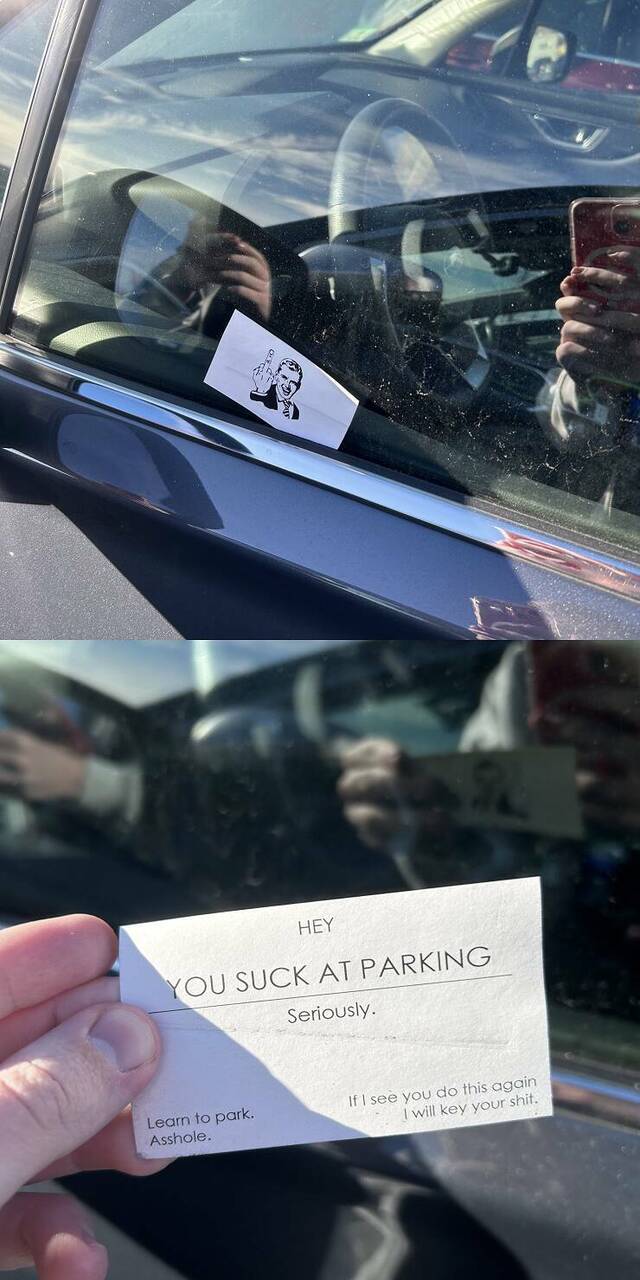 HEY
YOU SUCK AT PARKING
Seriously.
If I see you do this again
I will key your shit.
Learn to park.
Asshole.